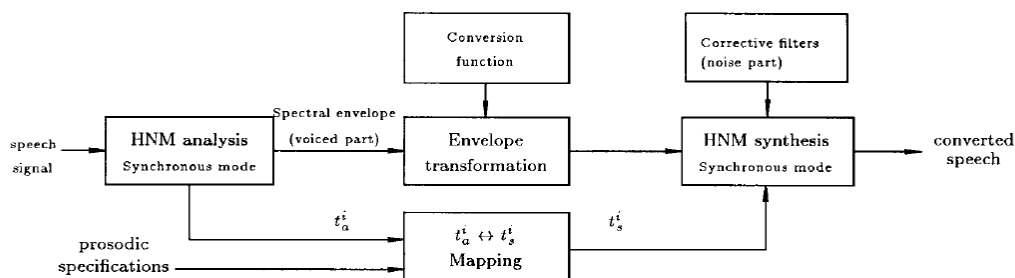 Conversion
function
Corrective filters
(noise part)
Spectral envelope
(voiced part)
speech
signal
HNM analysis
Synchronous mode
Envelope
transformation
HNM synthesis
Synchronous mode
converted
speech
t_a^i
t_s^i
prosodic
specifications
t_a^i ↔ t_s^i
Mapping